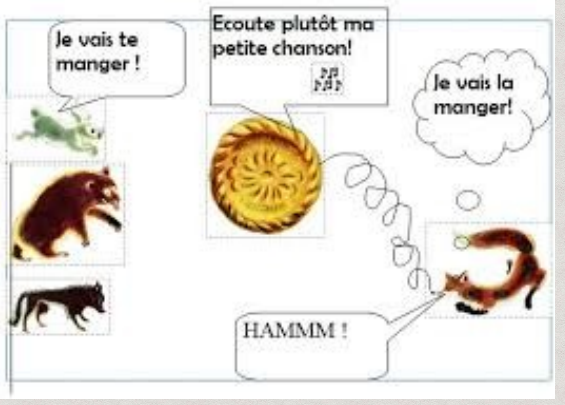 Je vais te
manger !
Ecoute plutôt ma
petite chanson!
Je vais la
manger!
HAMMM !